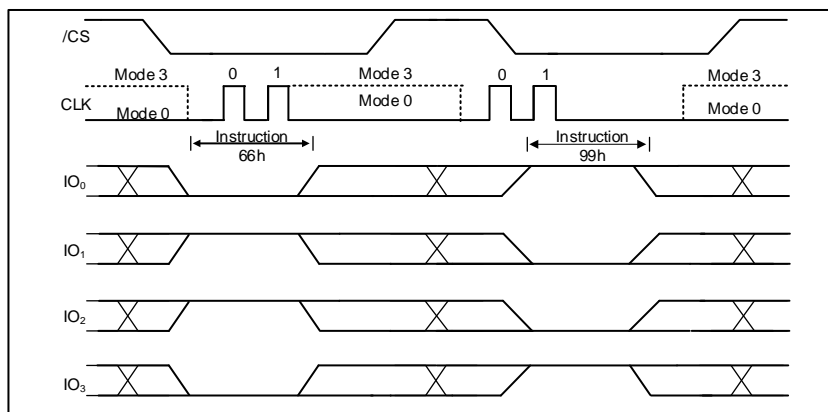 /CS
Mode 3 0 1 Mode 3 0 1 Mode 3
CLK Mode 0 Mode 0 Mode 0
Instruction Instruction
66h 99h
IO0
IO1
IO2
IO3